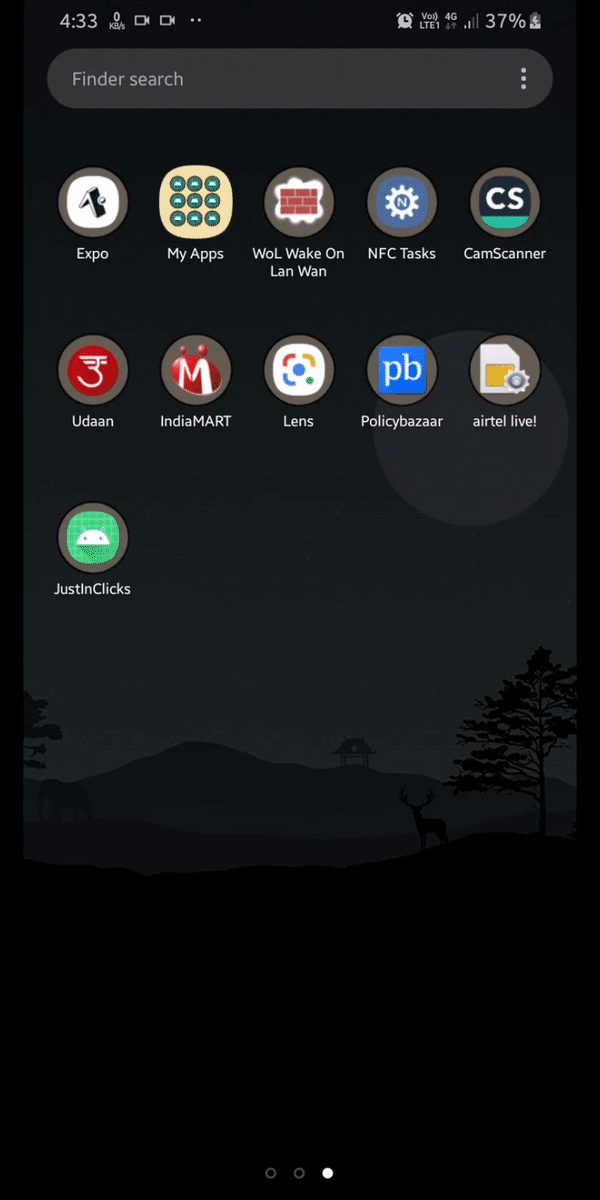 4:33 0 KB/s Vo) LTE1 4G 37%
Finder search
Expo
My Apps
WoL Wake On
Lan Wan
N
NFC Tasks
CS
CamScanner
उ
Udaan
M
IndiaMART
Lens
pb
Policybazaar
airtel live!
JustInClicks